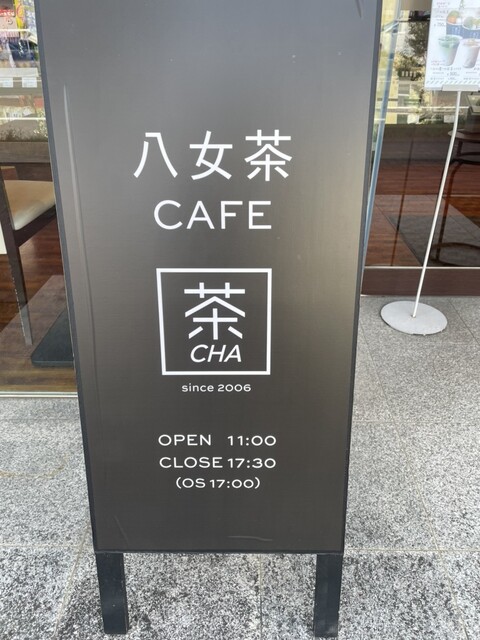 八女茶
CAFE
茶
CHA
since 2006
OPEN 11:00
CLOSE 17:30
(OS 17:00)